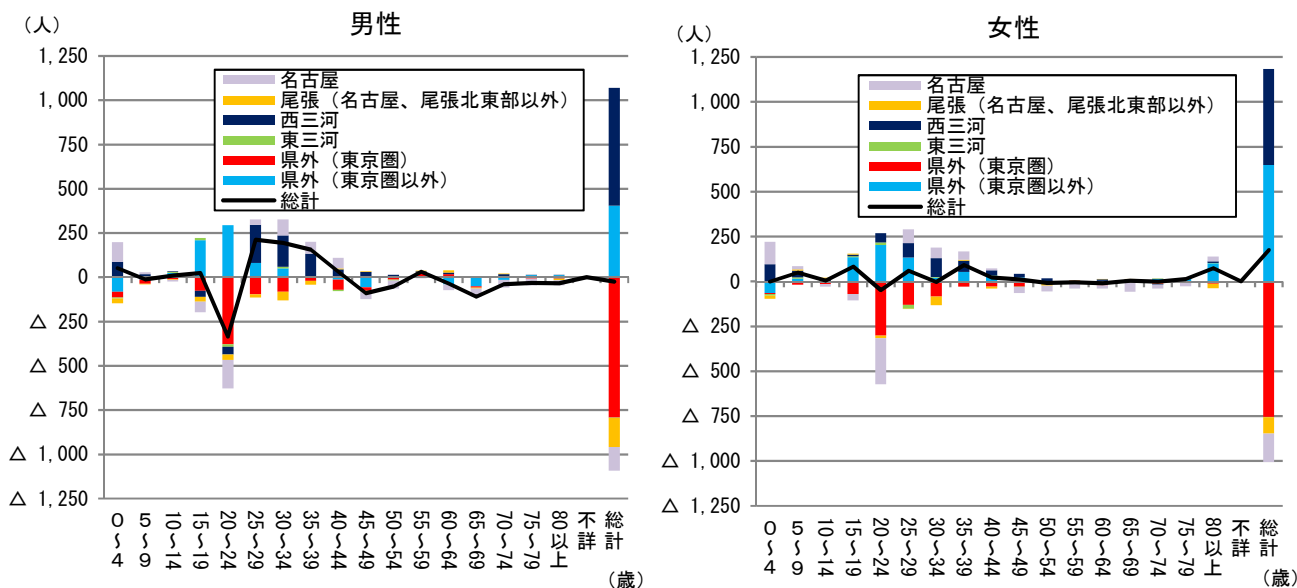 男性
（人）
1,250
1,000
750
500
250
0
△ 250
△ 500
△ 750
△ 1,000
△ 1,250
名古屋
尾張（名古屋、尾張北東部以外）
西三河
東三河
県外（東京圏）
県外（東京圏以外）
総計
0～4
5～9
10～14
15～19
20～24
25～29
30～34
35～39
40～44
45～49
50～54
55～59
60～64
65～69
70～74
75～79
80以上
不詳
総計
（歳）
女性
（人）
1,250
1,000
750
500
250
0
△ 250
△ 500
△ 750
△ 1,000
△ 1,250
名古屋
尾張（名古屋、尾張北東部以外）
西三河
東三河
県外（東京圏）
県外（東京圏以外）
総計
0～4
5～9
10～14
15～19
20～24
25～29
30～34
35～39
40～44
45～49
50～54
55～59
60～64
65～69
70～74
75～79
80以上
不詳
総計
（歳）